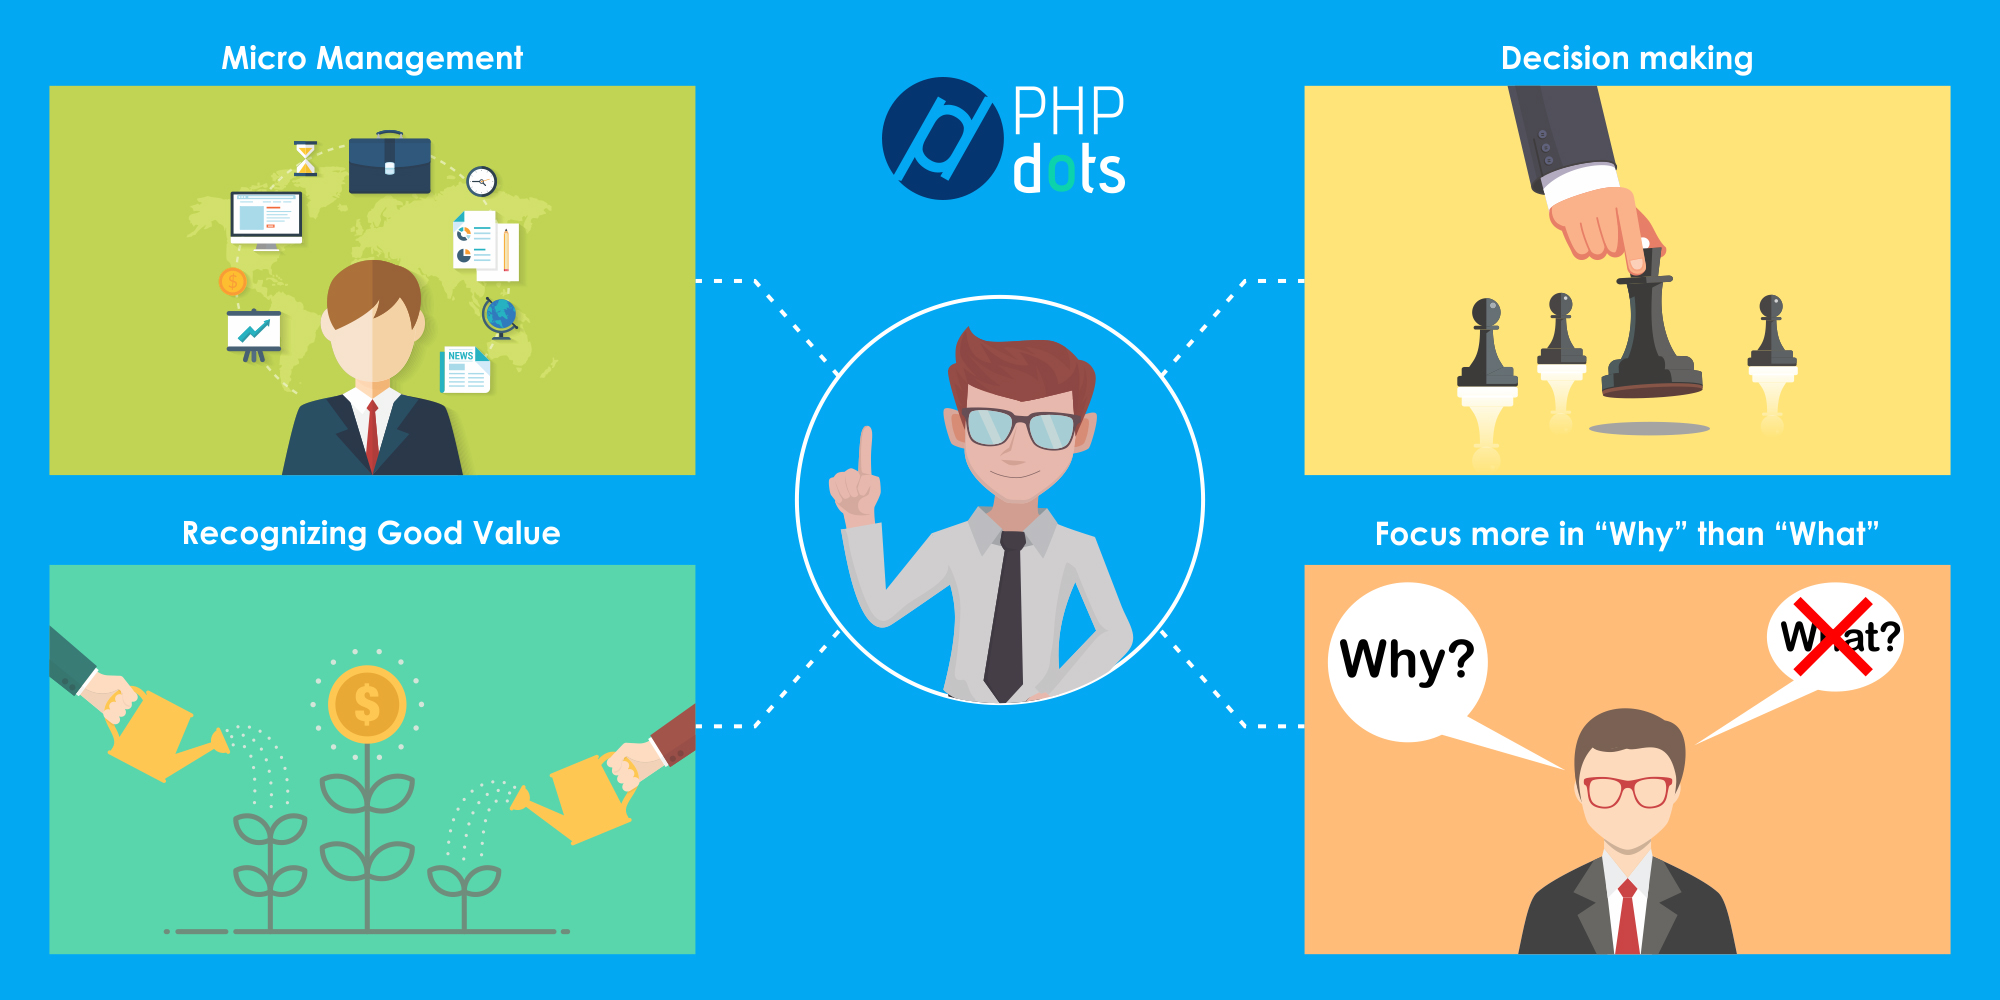 Micro Management
PHP
dots
Decision making
$
NEWS
Recognizing Good Value
$
Focus more in “Why” than “What”
Why?
What?